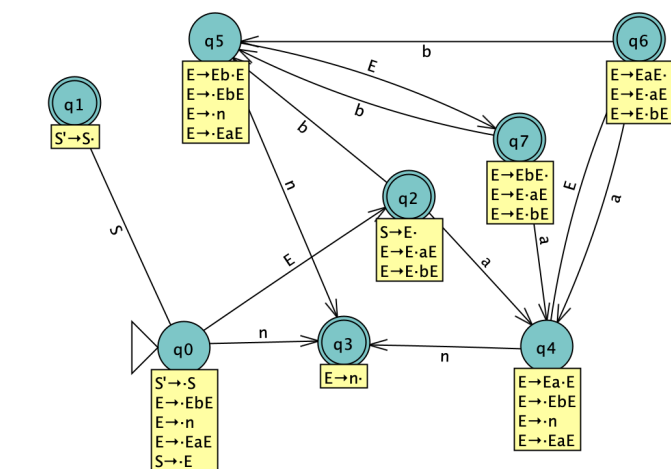 q5
E→Eb·E
E→·EbE
E→·n
E→·EaE
b
q6
E→EaE·
E→E·aE
E→E·bE
q1
S'→S·
E
b
q7
E→EbE·
E→E·aE
E→E·bE
b
n
q2
S→E·
E→E·aE
E→E·bE
E
a
S
E
a
a
q0
S'→·S
E→·EbE
E→·n
E→·EaE
S→·E
n
q3
E→n·
n
q4
E→Ea·E
E→·EbE
E→·n
E→·EaE